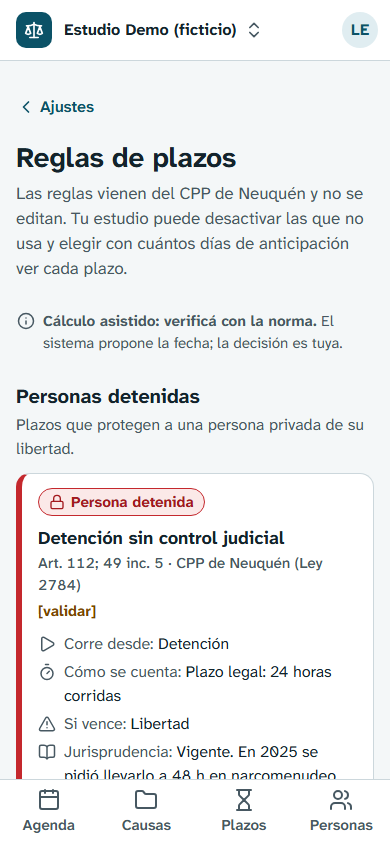 Estudio Demo (ficticio)
LE
Ajustes
Reglas de plazos
Las reglas vienen del CPP de Neuquén y no se
editan. Tu estudio puede desactivar las que no
usa y elegir con cuántos días de anticipación
ver cada plazo.
Cálculo asistido: verificá con la norma. El
sistema propone la fecha; la decisión es tuya.
Personas detenidas
Plazos que protegen a una persona privada de su
libertad.
Persona detenida
Detención sin control judicial
Art. 112; 49 inc. 5 · CPP de Neuquén (Ley
2784)
[validar]
Corre desde: Detención
Cómo se cuenta: Plazo legal: 24 horas
corridas
Si vence: Libertad
Jurisprudencia: Vigente. En 2025 se
pidió llevarlo a 48 h en narcomenudeo
Agenda
Causas
Plazos
Personas